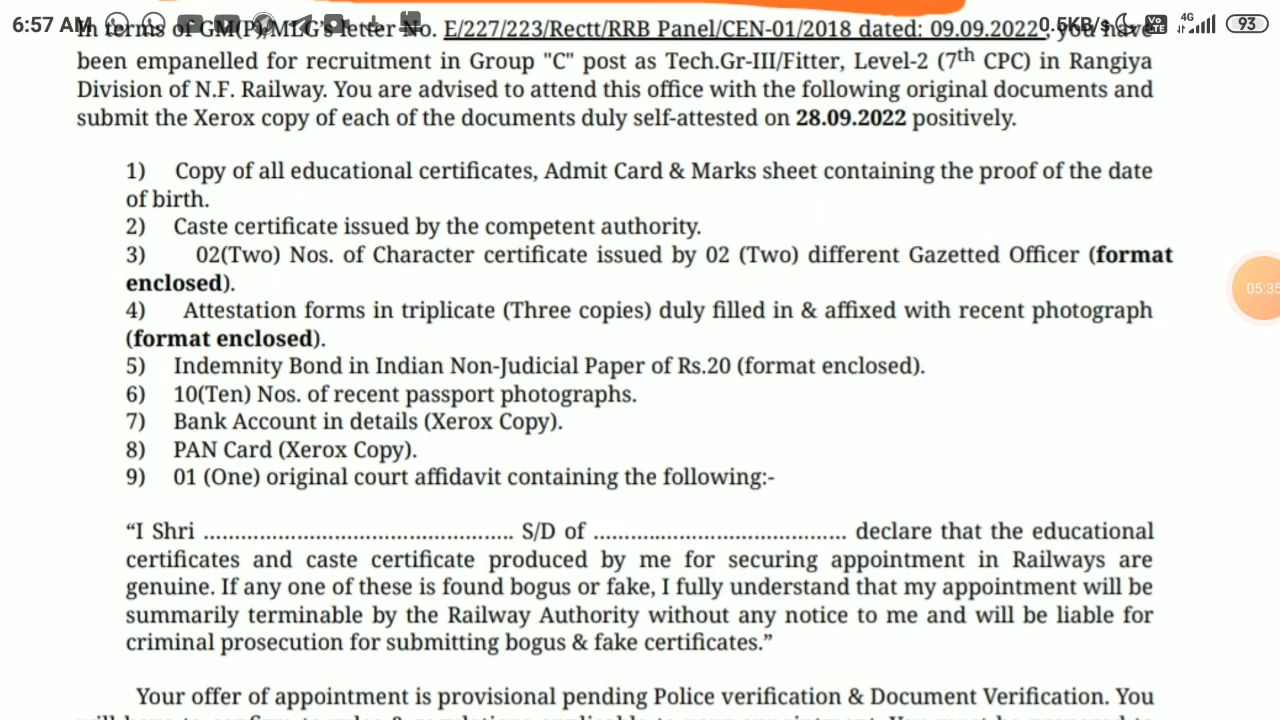 6:57 AM
0.5KB/s
Vo LTE
4G
93
In terms of GM(P)/MLG's letter No. E/227/223/Rectt/RRB Panel/CEN-01/2018 dated: 09.09.2022, you have
been empanelled for recruitment in Group "C" post as Tech.Gr-III/Fitter, Level-2 (7th CPC) in Rangiya
Division of N.F. Railway. You are advised to attend this office with the following original documents and
submit the Xerox copy of each of the documents duly self-attested on 28.09.2022 positively.
1) Copy of all educational certificates, Admit Card & Marks sheet containing the proof of the date
of birth.
2) Caste certificate issued by the competent authority.
3) 02(Two) Nos. of Character certificate issued by 02 (Two) different Gazetted Officer (format
enclosed).
05:35
4) Attestation forms in triplicate (Three copies) duly filled in & affixed with recent photograph
(format enclosed).
5) Indemnity Bond in Indian Non-Judicial Paper of Rs.20 (format enclosed).
6) 10(Ten) Nos. of recent passport photographs.
7) Bank Account in details (Xerox Copy).
8) PAN Card (Xerox Copy).
9) 01 (One) original court affidavit containing the following:-
“I Shri ................................................. S/D of ........................................ declare that the educational
certificates and caste certificate produced by me for securing appointment in Railways are
genuine. If any one of these is found bogus or fake, I fully understand that my appointment will be
summarily terminable by the Railway Authority without any notice to me and will be liable for
criminal prosecution for submitting bogus & fake certificates.”
Your offer of appointment is provisional pending Police verification & Document Verification. You